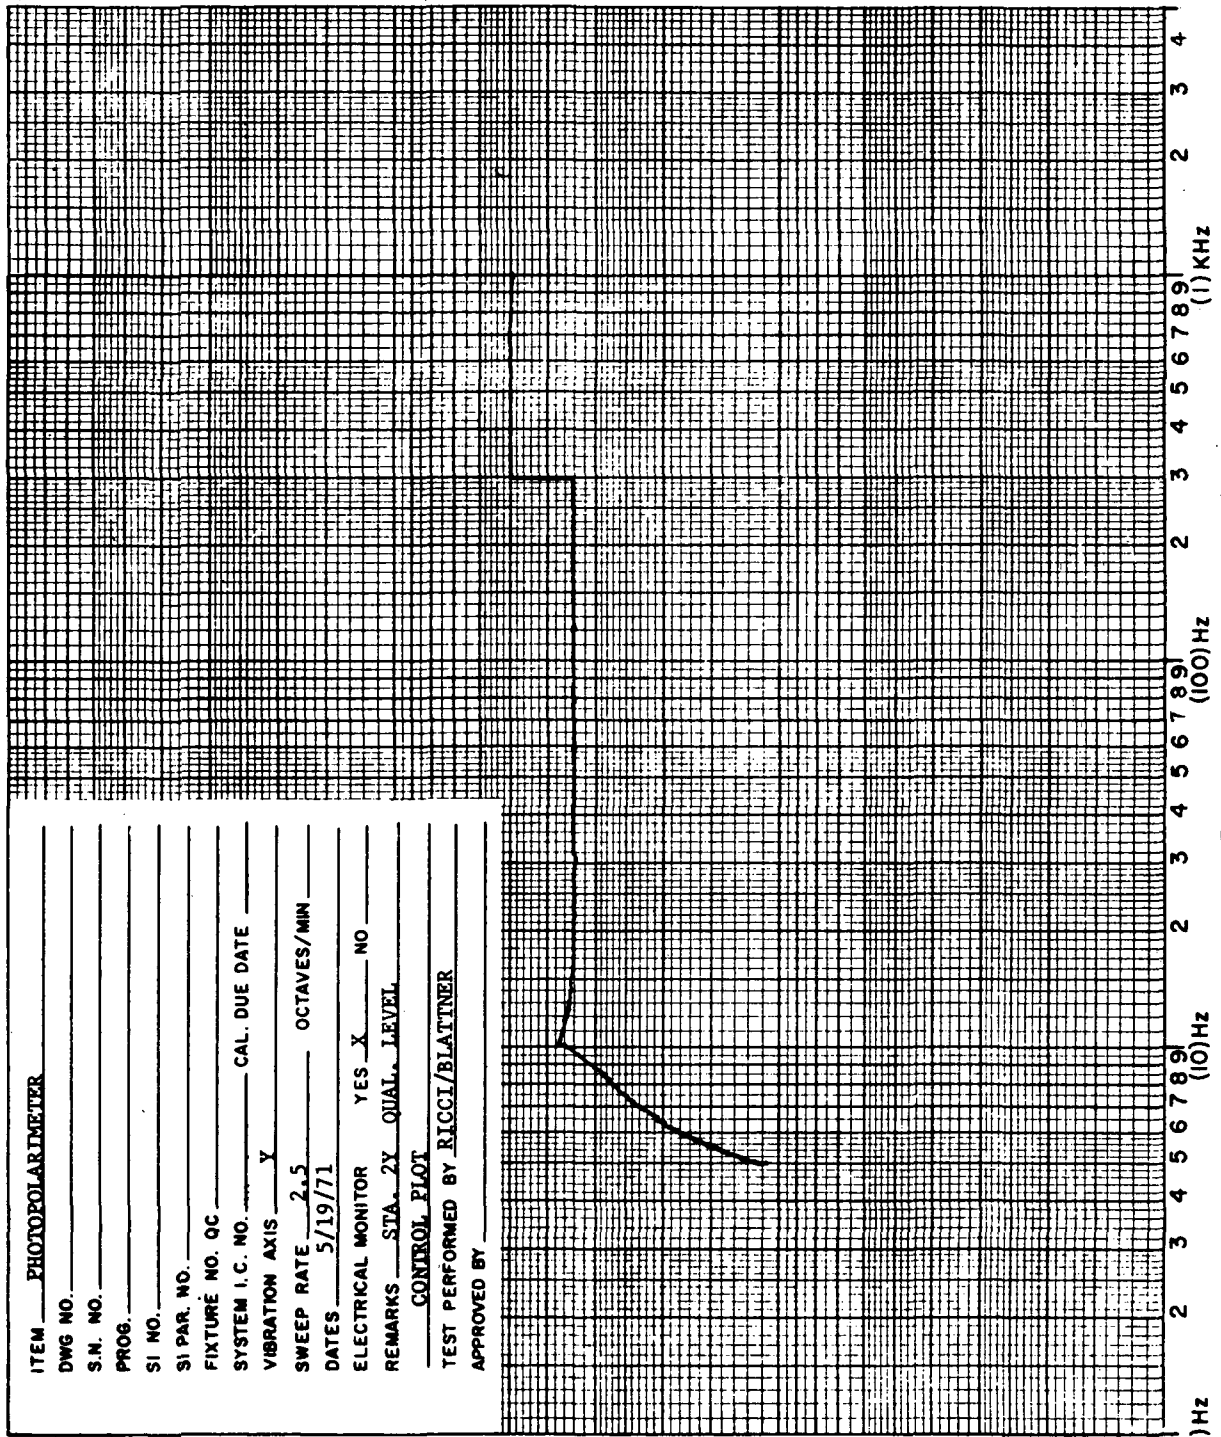 ITEM PHOTOPOLARIMETER
DWG NO.
S.N. NO.
PROG.
SI NO.
SI PAR. NO.
FIXTURE NO. QC
SYSTEM I.C. NO. CAL. DUE DATE
VIBRATION AXIS Y
SWEEP RATE 2.5 OCTAVES/MIN
DATES 5/19/71
ELECTRICAL MONITOR YES X NO
REMARKS STA. 2Y QUAL. LEVEL
CONTROL PLOT
TEST PERFORMED BY RICCI/BLATTNER
APPROVED BY
2 3 4 5 6 7 8 9 2 3 4 5 6 7 8 9 2 3 4 5 6 7 8 9 2 3 4
) Hz (10) Hz (100) Hz (1) KHz